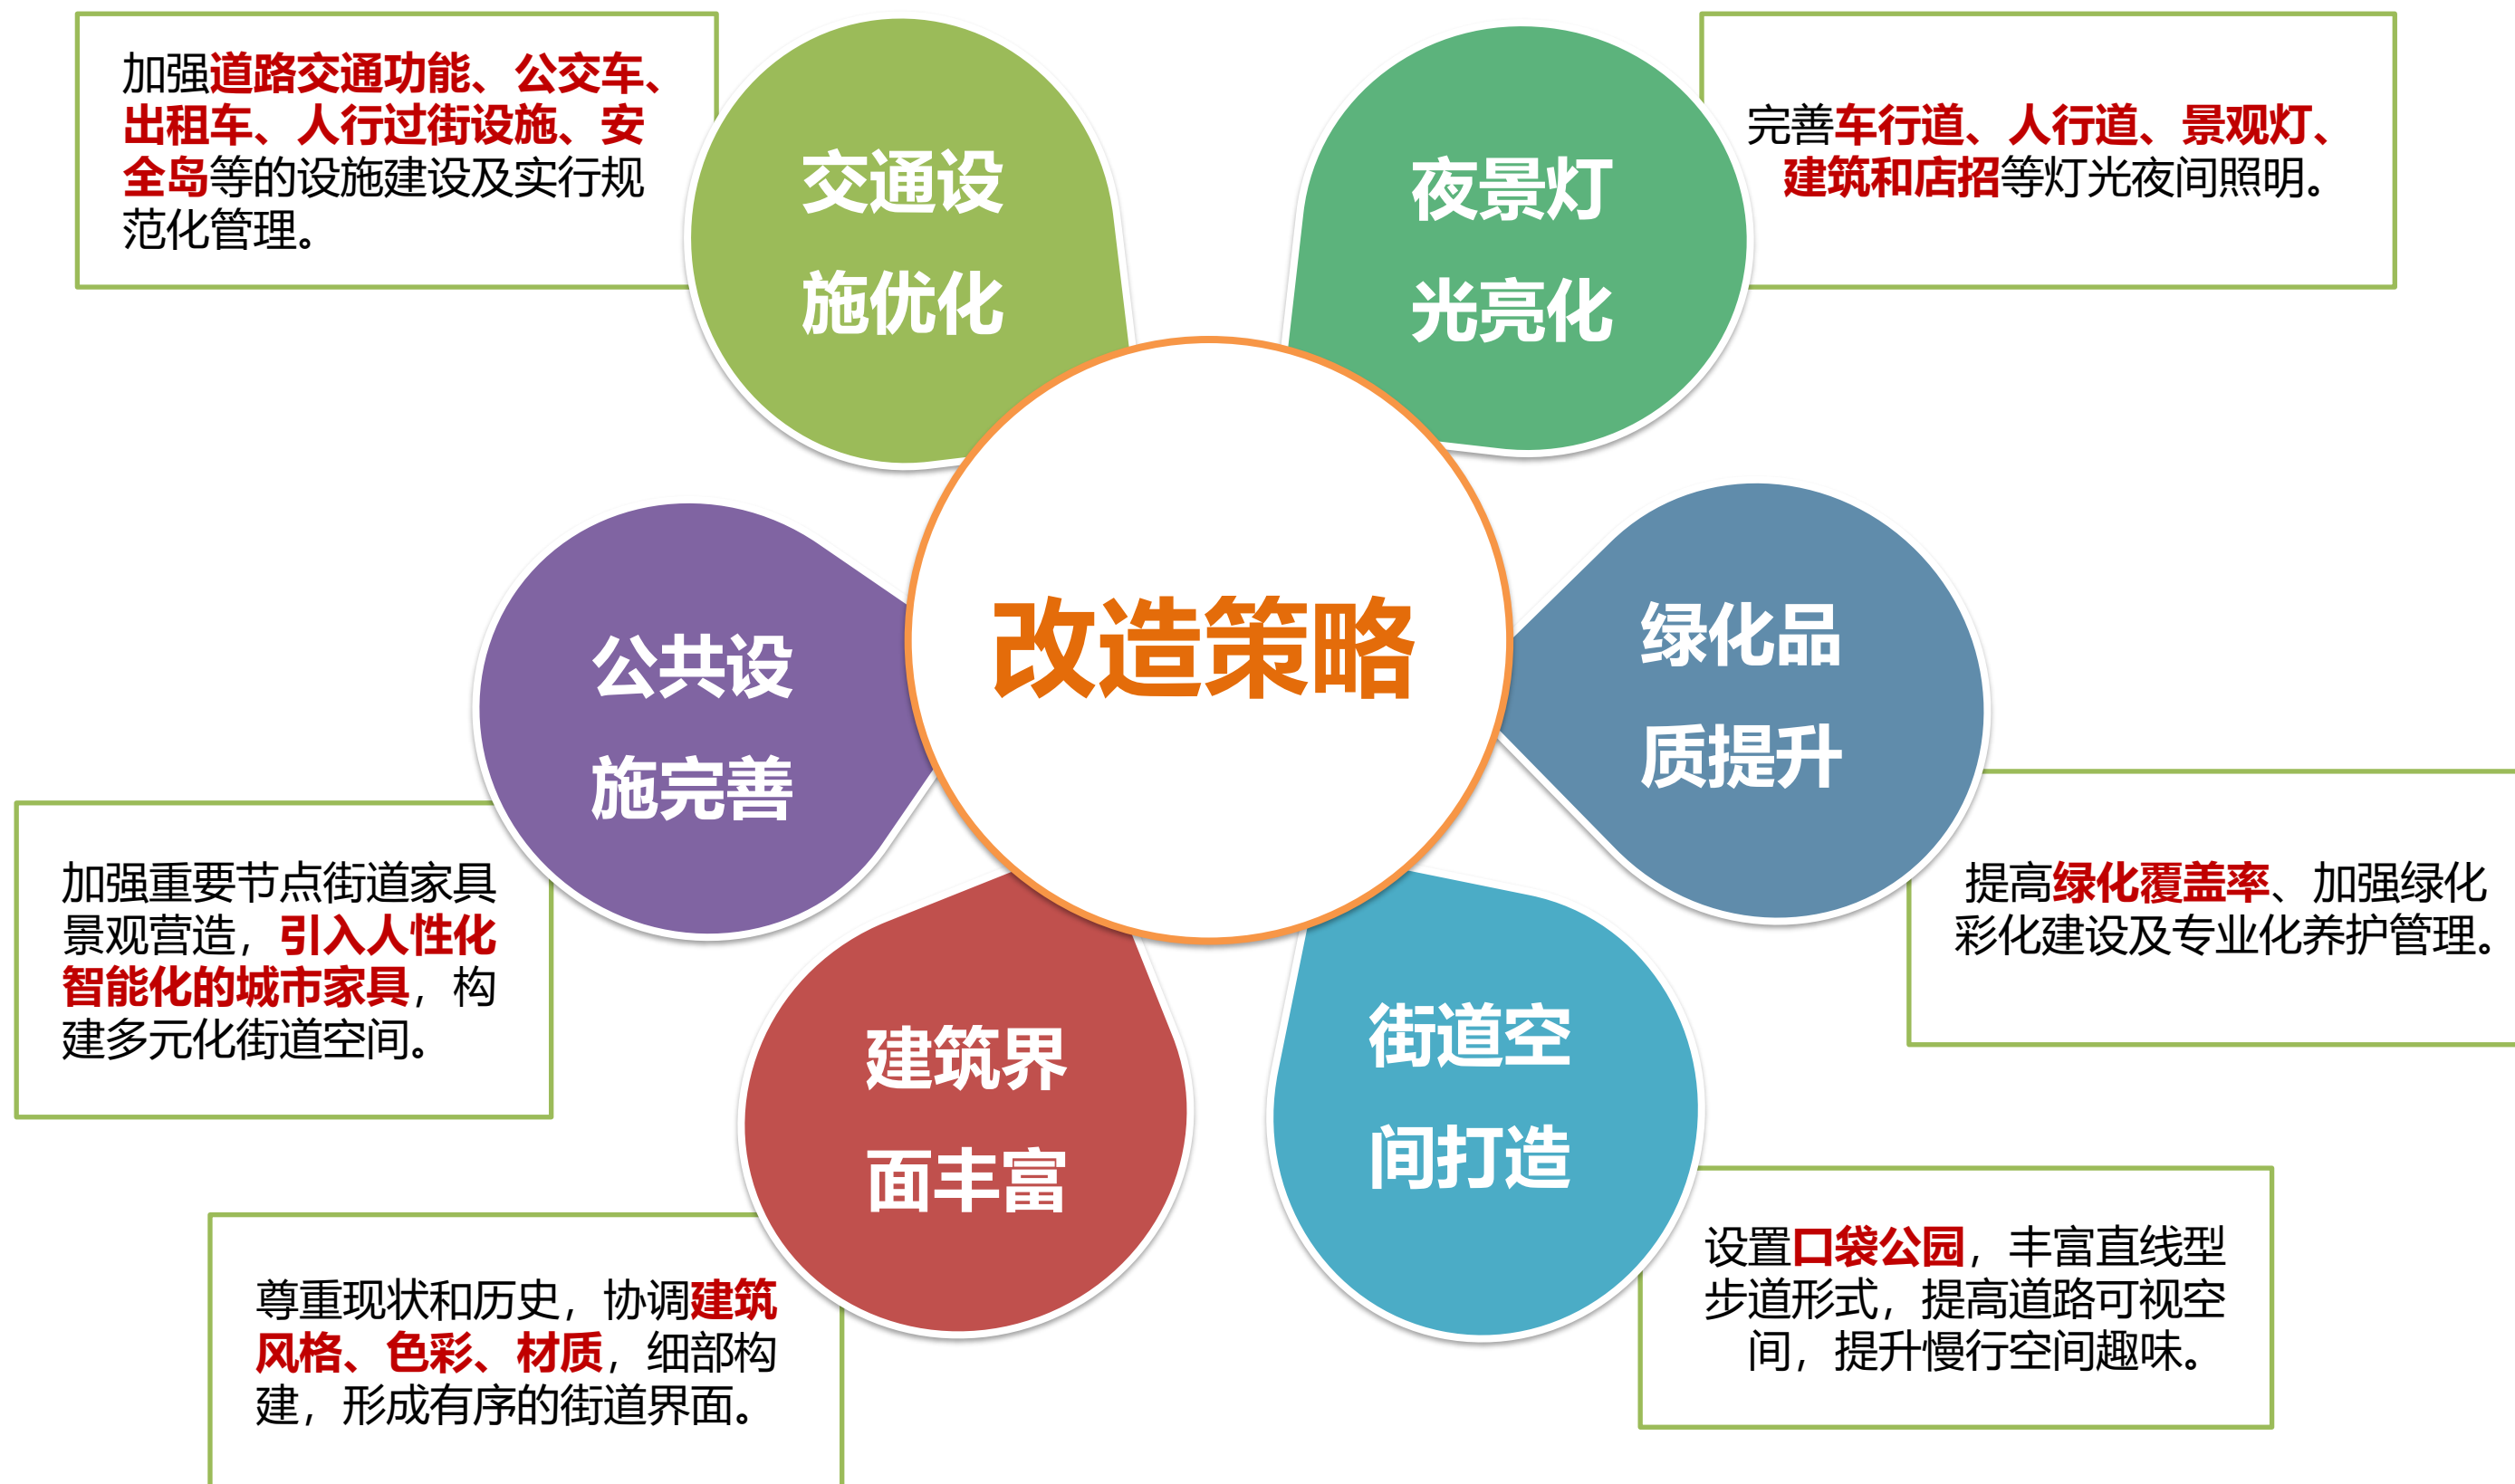 加强道路交通功能、公交车、
出租车、人行过街设施、安
全岛等的设施建设及实行规
范化管理。
交通设
施优化
夜景灯
光亮化
完善车行道、人行道、景观灯、
建筑和店招等灯光夜间照明。
改造策略
公共设
施完善
绿化品
质提升
加强重要节点街道家具
景观营造，引入人性化
智能化的城市家具，构
建多元化街道空间。
提高绿化覆盖率、加强绿化
彩化建设及专业化养护管理。
建筑界
面丰富
街道空
间打造
尊重现状和历史，协调建筑
风格、色彩、材质，细部构
建，形成有序的街道界面。
设置口袋公园，丰富直线型
步道形式，提高道路可视空
间，提升慢行空间趣味。